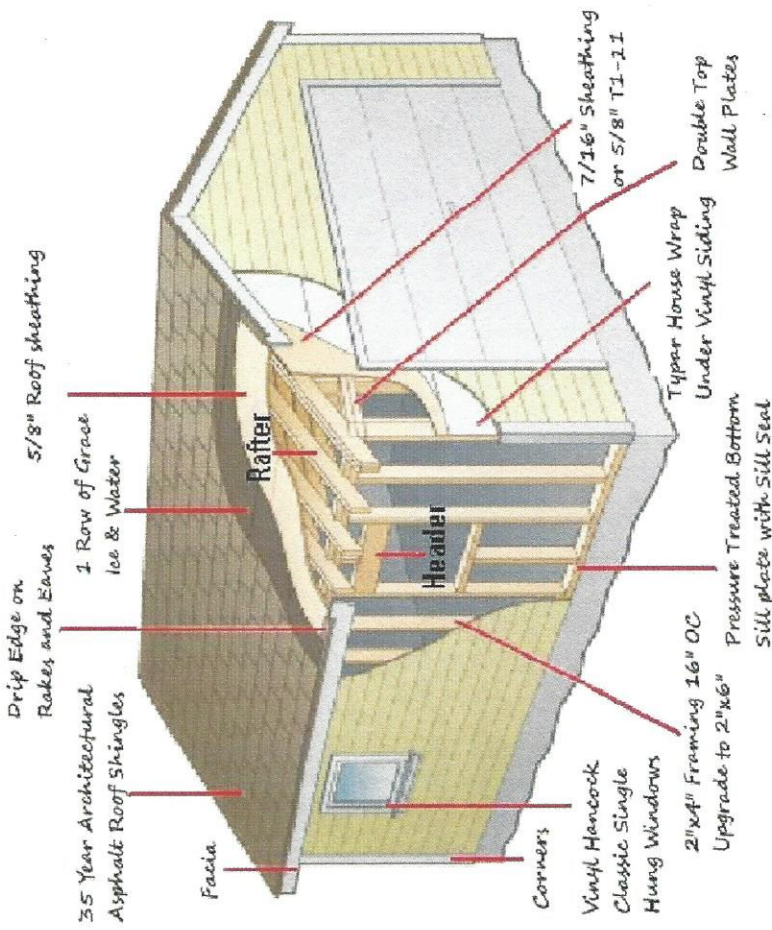 Drip Edge on
Rakes and Eaves
35 Year Architectural
Asphalt Roof Shingles
1 Row of Grase
Ice & Water
5/8" Roof sheathing
Facia
Rafter
Header
Corners
Vinyl Hancock
Classic Single
Hung Windows
2"x4" Framing 16" OC
Upgrade to 2"x6"
Pressure Treated Bottom
Sill plate with Sill Seal
Typar House Wrap
Under Vinyl Siding
Double Top
Wall Plates
7/16" Sheathing
or 5/8" T1-11